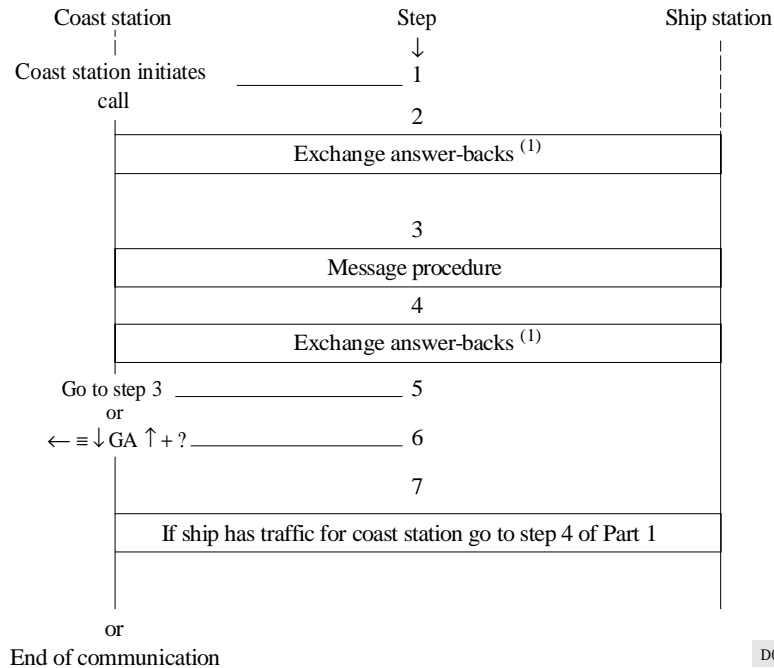 Coast station Step Ship station
↓
Coast station initiates call 1
2
Exchange answer-backs (1)
3
Message procedure
4
Exchange answer-backs (1)
Go to step 3 5
or
← ≡ ↓ GA ↑ + ? 6
7
If ship has traffic for coast station go to step 4 of Part 1
or
End of communication